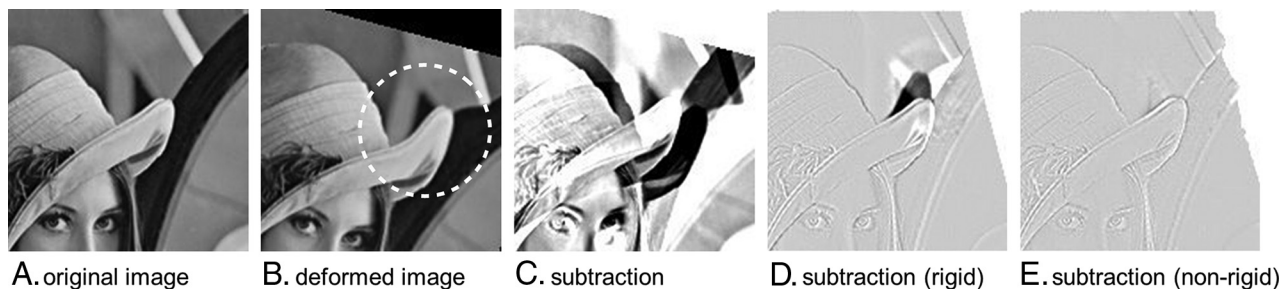 A. original image B. deformed image C. subtraction D. subtraction (rigid) E. subtraction (non-rigid)